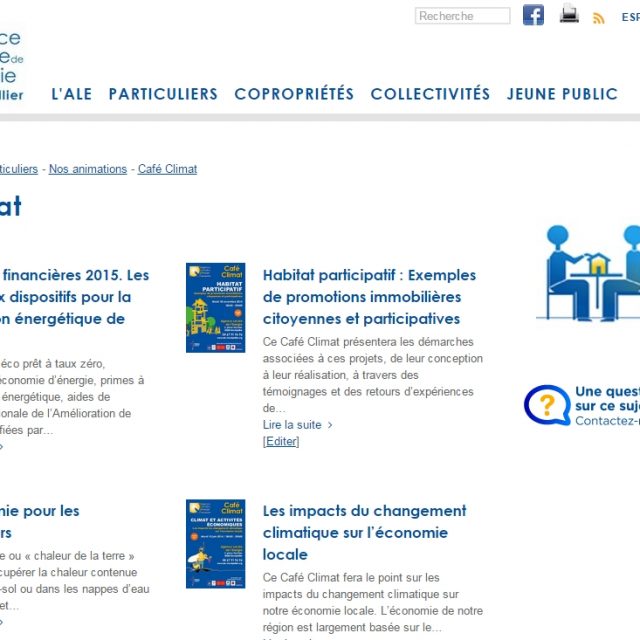 Recherche
ESP
ce
e de
ie
llier
L'ALE PARTICULIERS COPROPRIÉTÉS COLLECTIVITÉS JEUNE PUBLIC
ticuliers - Nos animations - Café Climat
at
financières 2015. Les
x dispositifs pour la
on énergétique de
éco prêt à taux zéro,
économie d'énergie, primes à
énergétique, aides de
ionale de l'Amélioration de
fiées par...
Café
Climat
HABITAT
PARTICIPATIF
Habitat participatif : Exemples
de promotions immobilières
citoyennes et participatives
Ce Café Climat présentera les démarches
associées à ces projets, de leur conception
à leur réalisation, à travers des
témoignages et des retours d'expériences
de...
Lire la suite >
[Editer]
Une quest
sur ce suje
Contactez-n
nie pour les
rs
e ou « chaleur de la terre »
cupérer la chaleur contenue
-sol ou dans les nappes d'eau
et...
Café
Climat
CLIMAT ET ACTIVITÉS
ÉCONOMIQUES
Les impacts du changement
climatique sur l'économie
locale
Ce Café Climat fera le point sur les
impacts du changement climatique sur
notre économie locale. L'économie de notre
région est largement basée sur le...